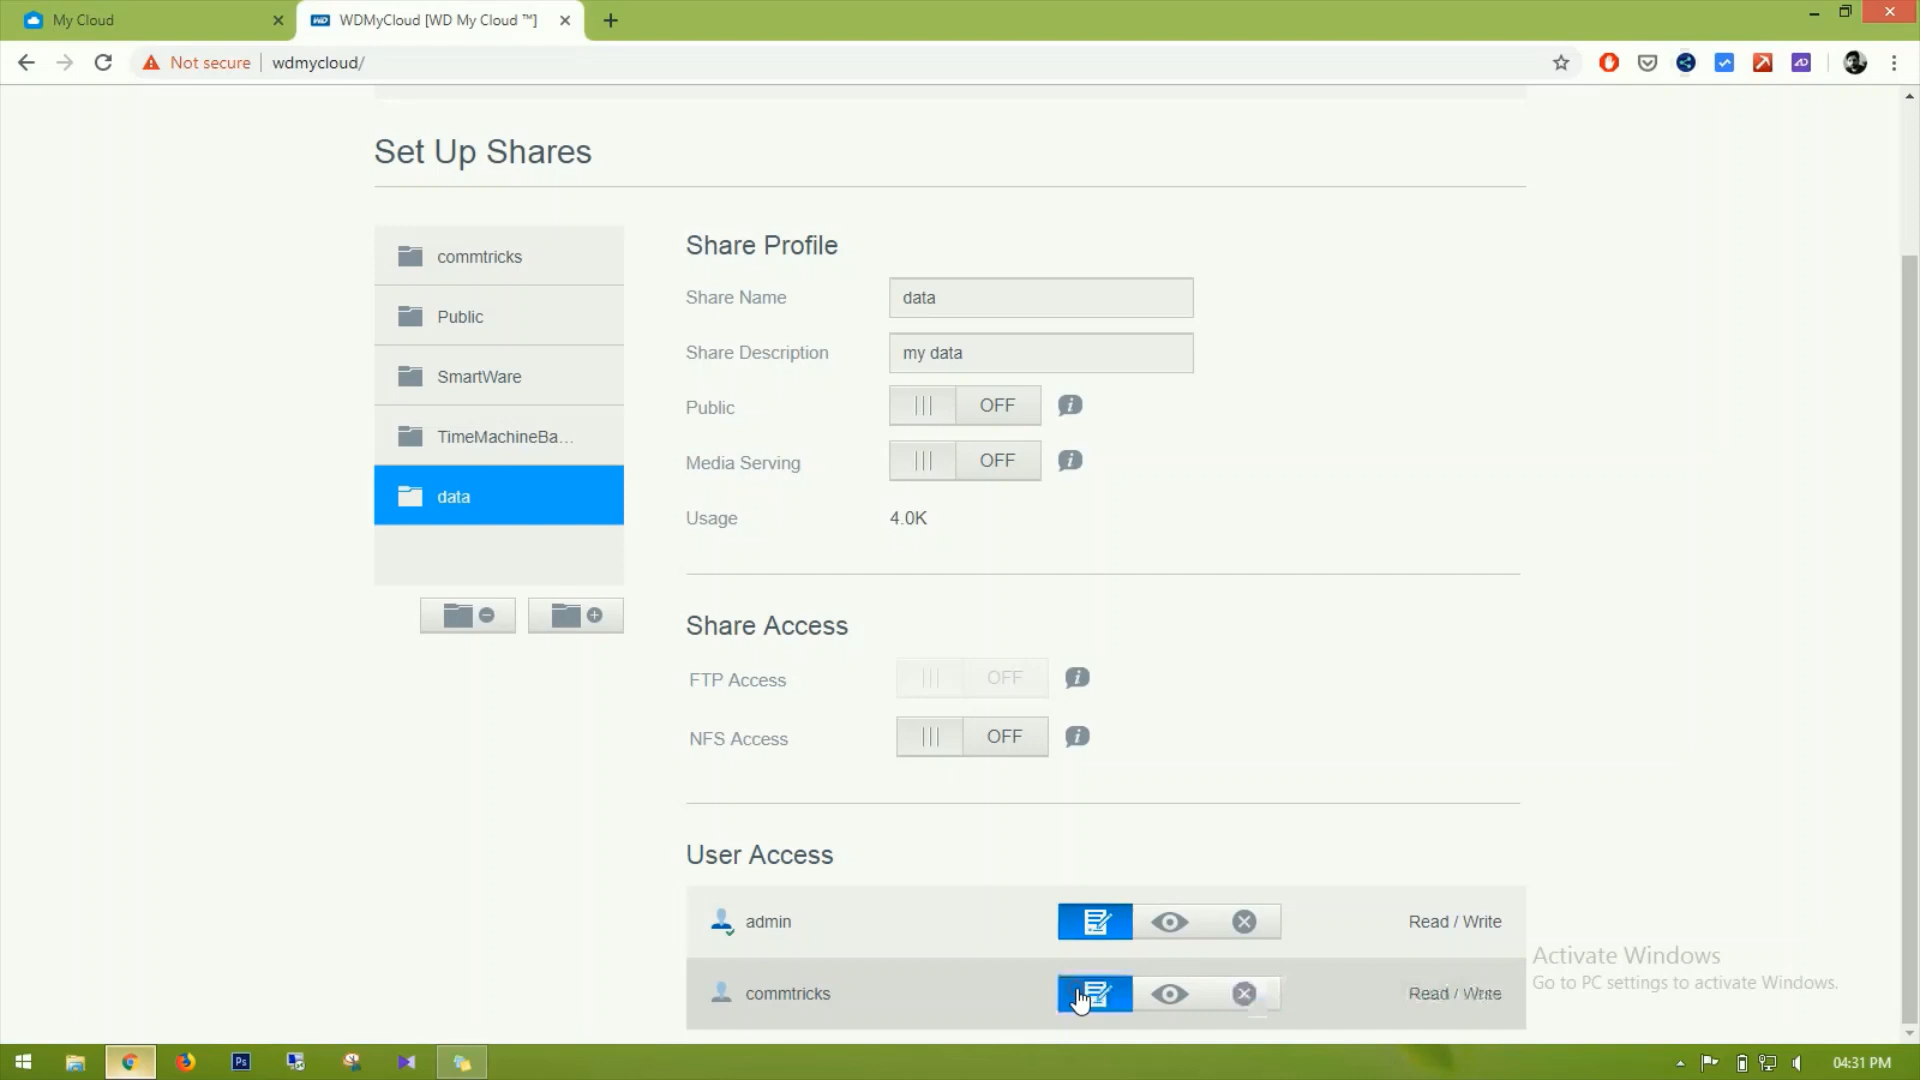 My Cloud
WDMyCloud [WD My Cloud ™]
Not secure
wdmycloud/
Set Up Shares
commtricks
Public
SmartWare
TimeMachineBa...
data
Share Profile
Share Name
data
Share Description
my data
Public
OFF
Media Serving
OFF
Usage
4.0K
Share Access
FTP Access
OFF
NFS Access
OFF
User Access
admin
Read / Write
commtricks
Read / Write
Activate Windows
Go to PC settings to activate Windows.
Ps
04:31 PM